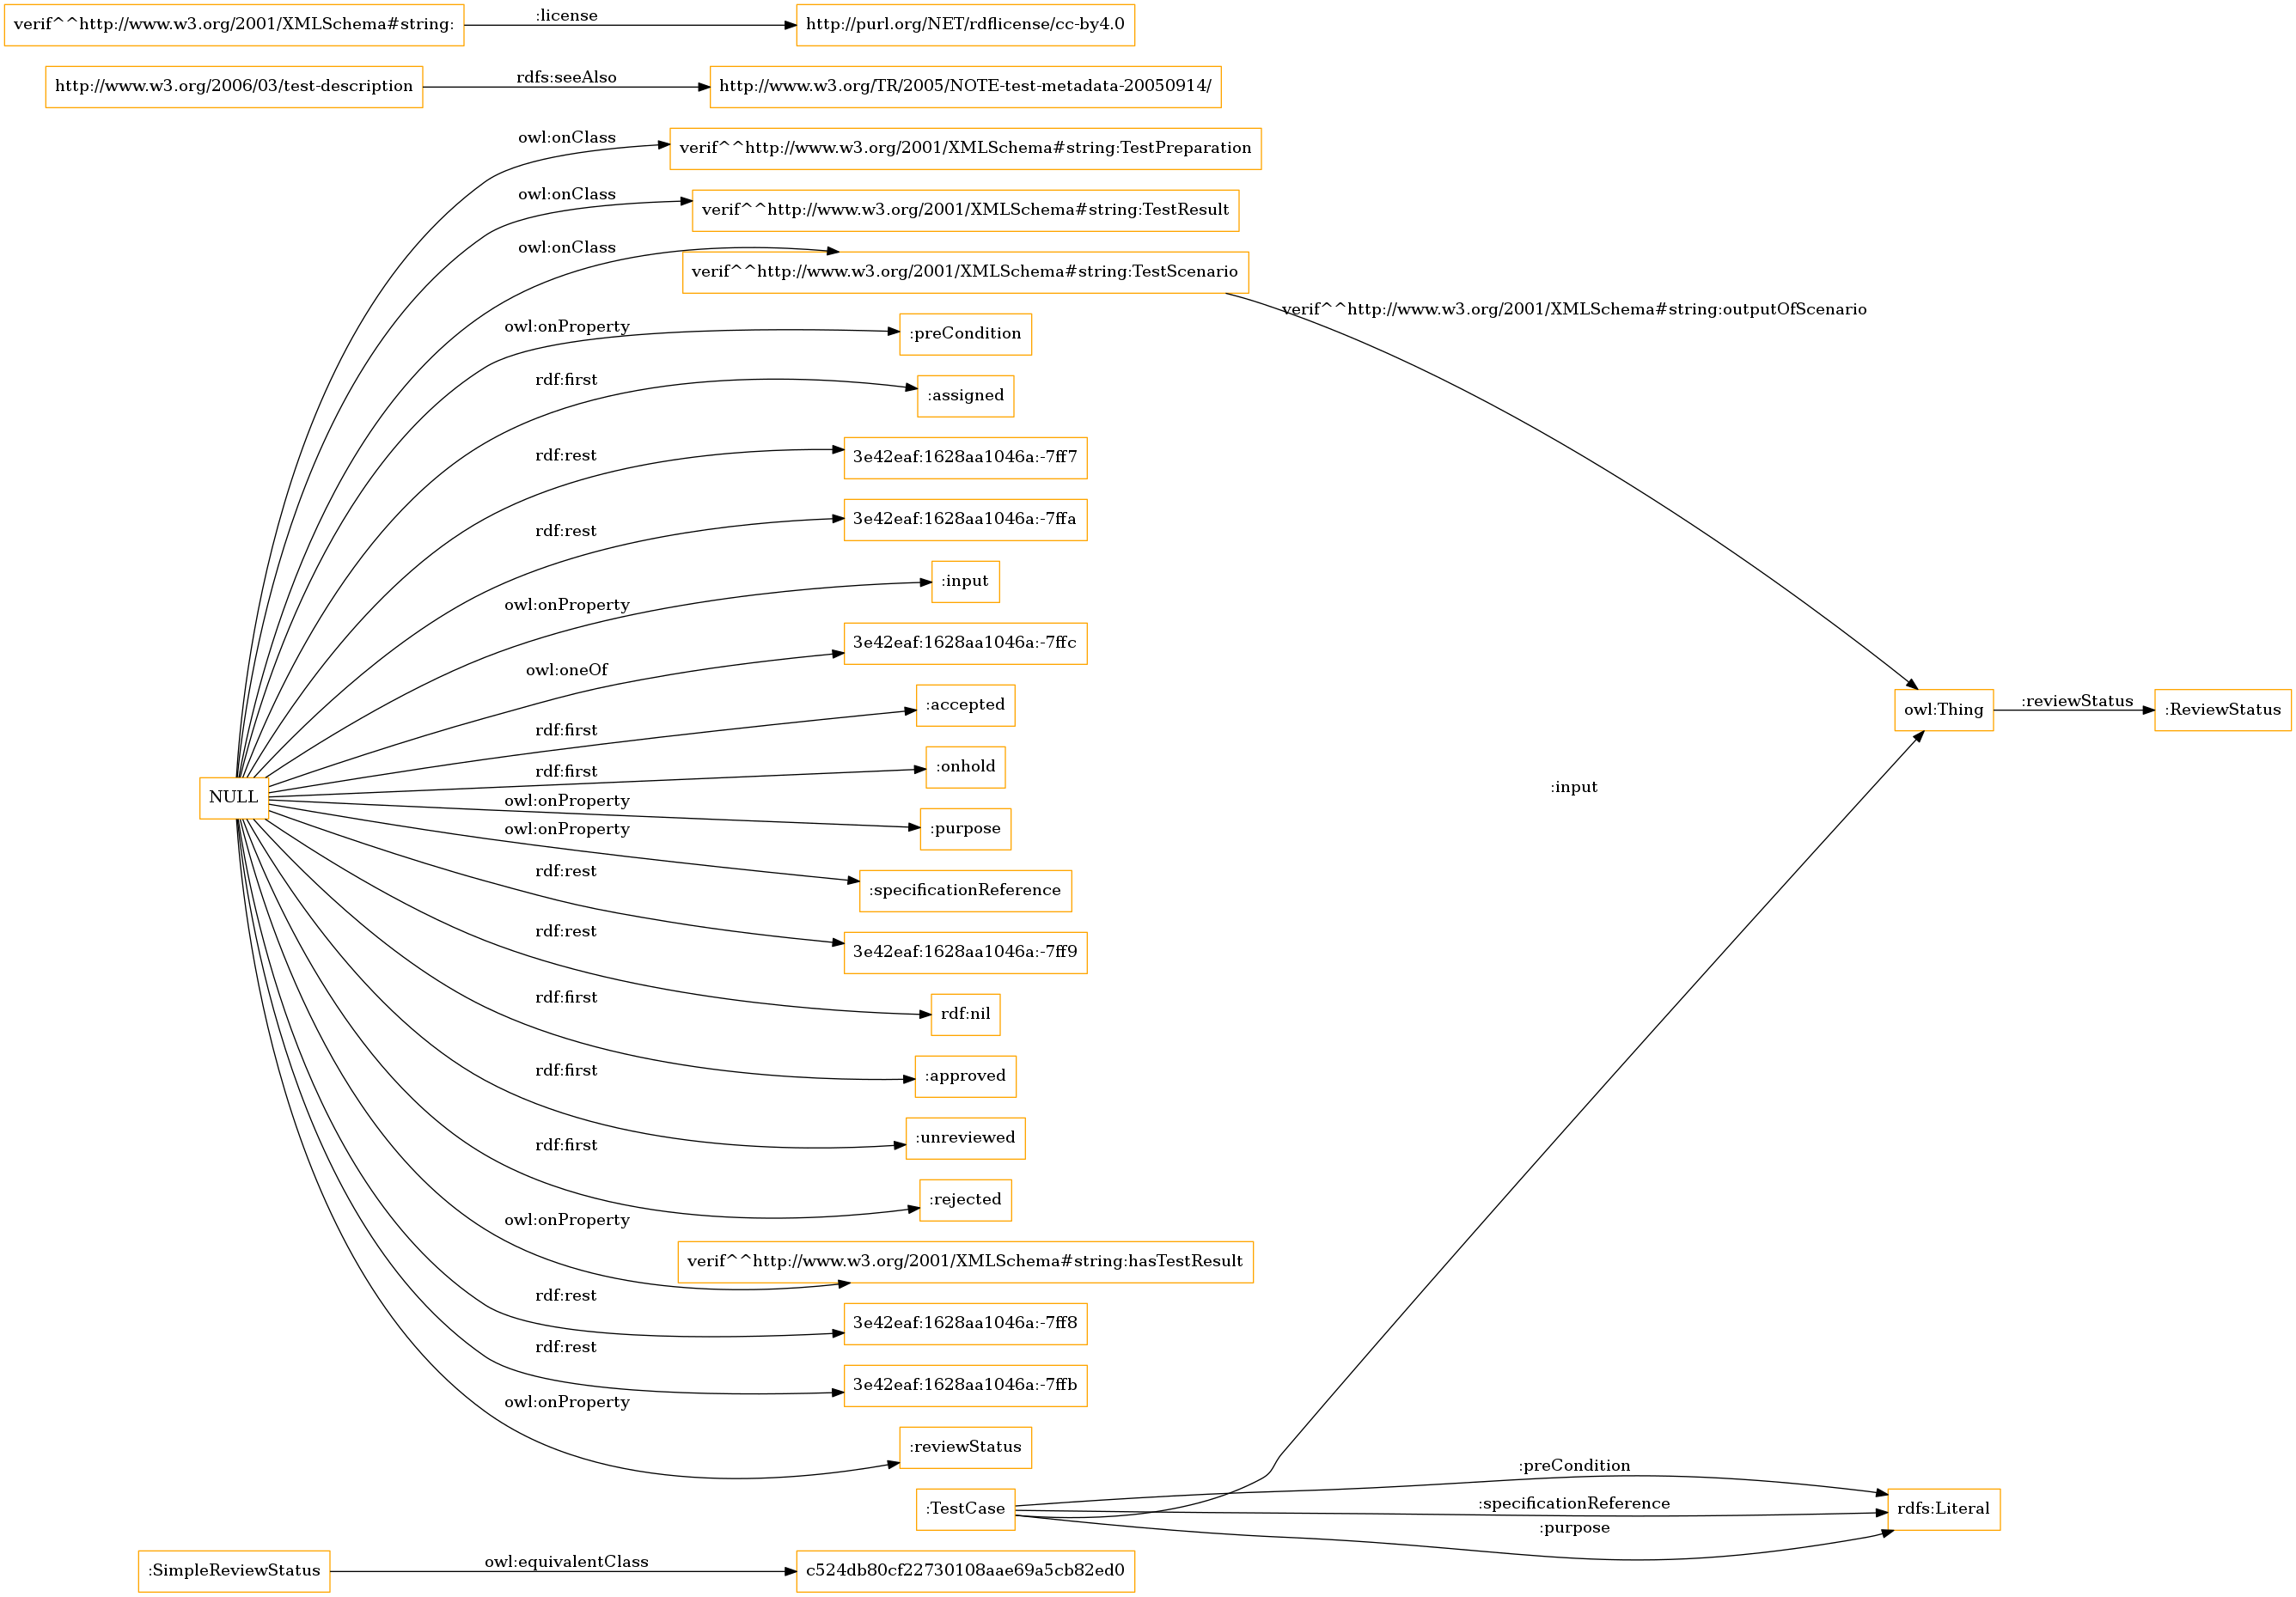 verif^^http://www.w3.org/2001/XMLSchema#string:
:license
http://purl.org/NET/rdflicense/cc-by4.0
http://www.w3.org/2006/03/test-description
rdfs:seeAlso
http://www.w3.org/TR/2005/NOTE-test-metadata-20050914/
owl:onClass
verif^^http://www.w3.org/2001/XMLSchema#string:TestPreparation
owl:onClass
verif^^http://www.w3.org/2001/XMLSchema#string:TestResult
owl:onClass
verif^^http://www.w3.org/2001/XMLSchema#string:TestScenario
verif^^http://www.w3.org/2001/XMLSchema#string:outputOfScenario
owl:onProperty
:preCondition
rdf:first
:assigned
rdf:rest
3e42eaf:1628aa1046a:-7ff7
rdf:rest
3e42eaf:1628aa1046a:-7ffa
owl:onProperty
:input
owl:oneOf
3e42eaf:1628aa1046a:-7ffc
rdf:first
:accepted
owl:Thing
:reviewStatus
:ReviewStatus
rdf:first
:onhold
:input
NULL
owl:onProperty
:purpose
owl:onProperty
:specificationReference
rdf:rest
3e42eaf:1628aa1046a:-7ff9
rdf:rest
rdf:nil
rdf:first
:approved
rdf:first
:unreviewed
rdf:first
:rejected
owl:onProperty
verif^^http://www.w3.org/2001/XMLSchema#string:hasTestResult
rdf:rest
3e42eaf:1628aa1046a:-7ff8
rdf:rest
3e42eaf:1628aa1046a:-7ffb
owl:onProperty
:reviewStatus
:TestCase
:preCondition
:specificationReference
:purpose
rdfs:Literal
:SimpleReviewStatus
owl:equivalentClass
c524db80cf22730108aae69a5cb82ed0